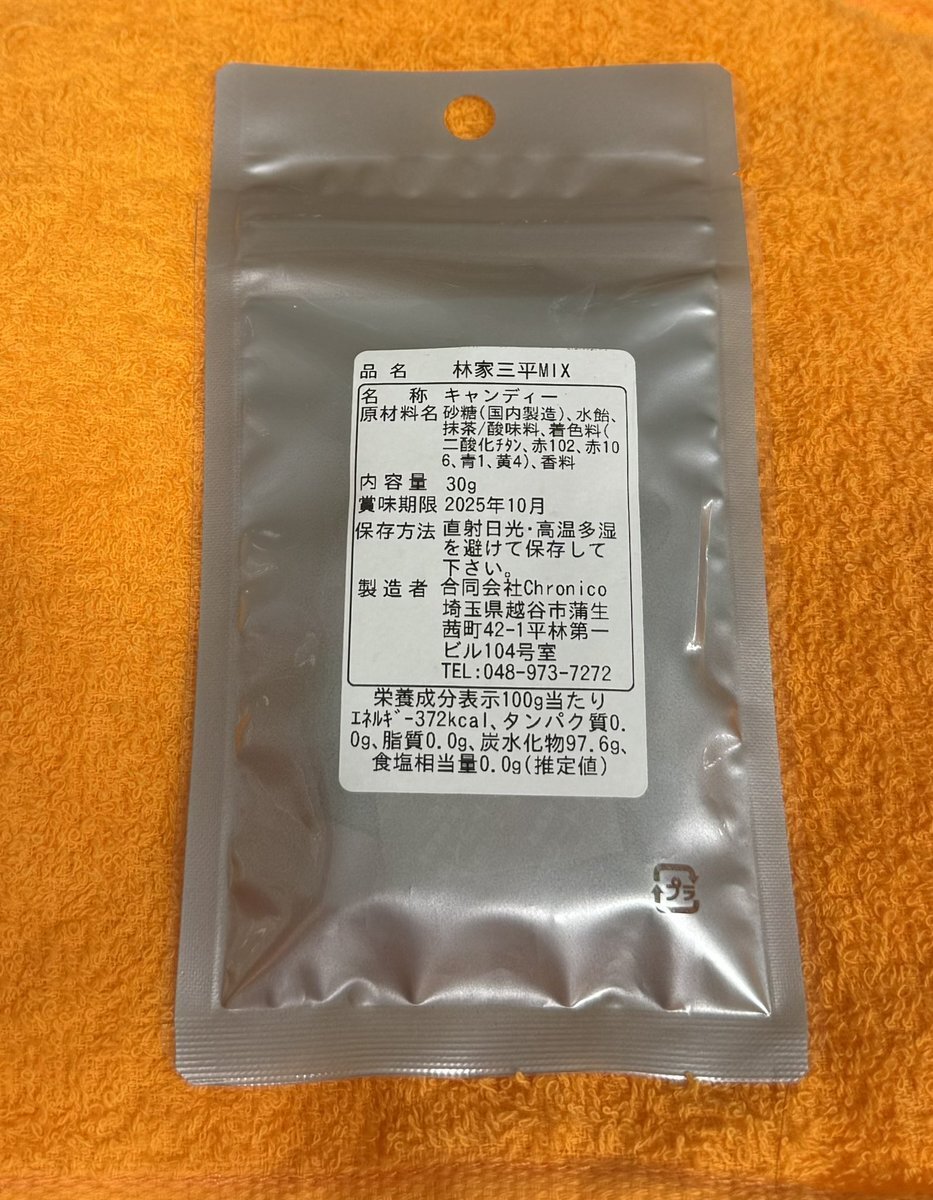 品名 林家三平MIX
名称 キャンディー
原材料名 砂糖(国内製造)、水飴、
抹茶/酸味料、着色料(
二酸化ﾁﾀﾝ、赤102、赤10
6、青1、黄4)、香料
内容量 30g
賞味期限 2025年10月
保存方法 直射日光・高温多湿
を避けて保存して
下さい。
製造者 合同会社Chronico
埼玉県越谷市蒲生
茜町42-1平林第一
ビル104号室
TEL:048-973-7272
栄養成分表示100g当たり
ｴﾈﾙｷﾞｰ372kcal、タンパク質0.
0g、脂質0.0g、炭水化物97.6g、
食塩相当量0.0g(推定値)
プラ